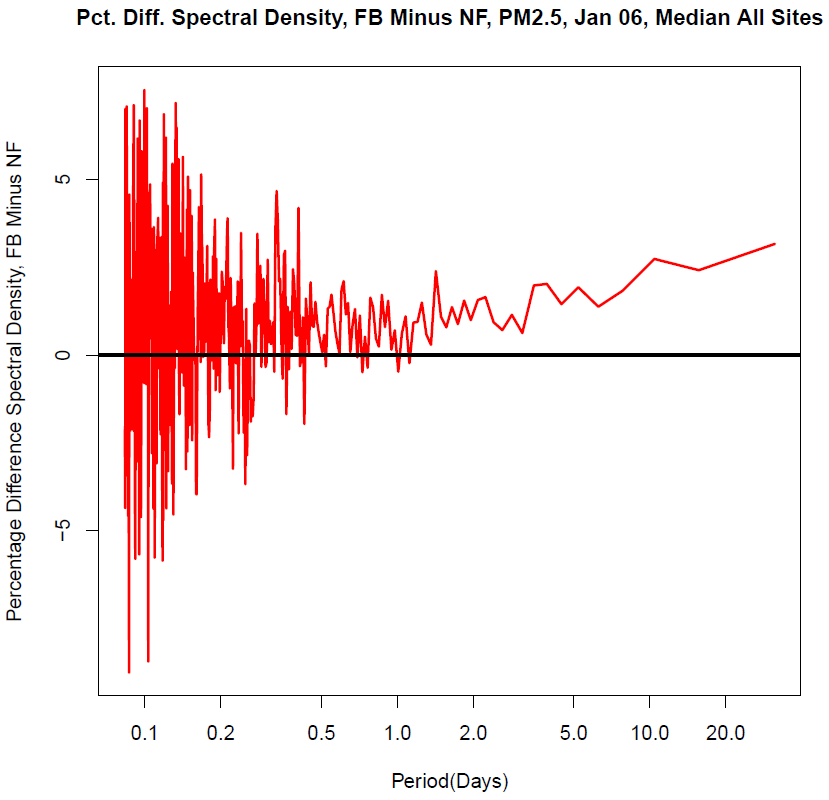 Pct. Diff. Spectral Density, FB Minus NF, PM2.5, Jan 06, Median All Sites
Percentage Difference Spectral Density, FB Minus NF
5
0
−5
0.1 0.2 0.5 1.0 2.0 5.0 10.0 20.0
Period(Days)